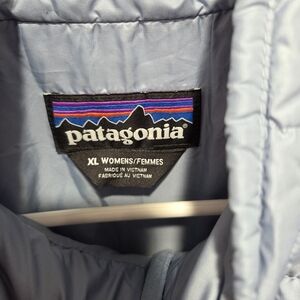 patagonia®
XL WOMENS/FEMMES
MADE IN VIETNAM
FABRIQUÉ AU VIETNAM